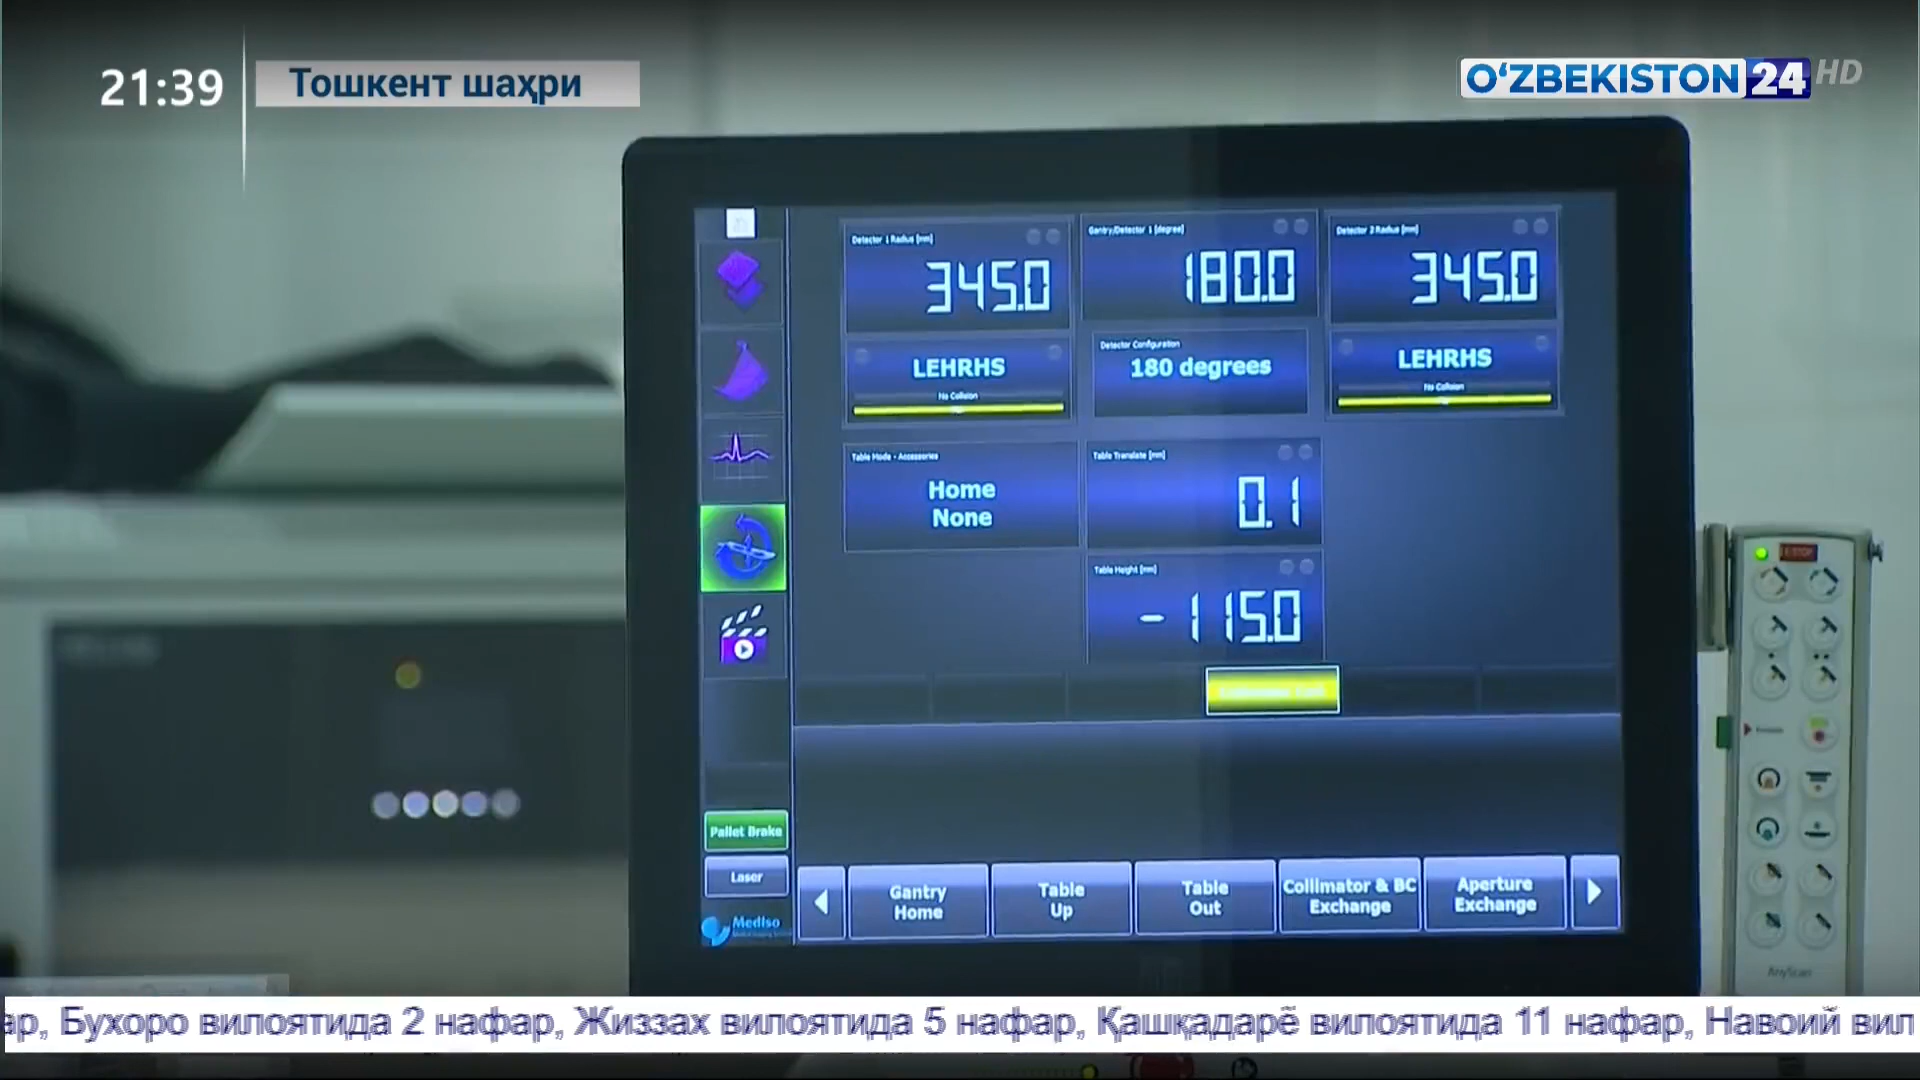 21:39
Тошкент шаҳри
O‘ZBEKISTON 24 HD
Detector 1 Radius [mm]
345.0
Gantry/Detector 1 [degree]
180.0
Detector 2 Radius [mm]
345.0
LEHRHS
No Collision
Detector Configuration
180 degrees
LEHRHS
No Collision
Table Mode - Accessories
Home
None
Table Translate [mm]
0.1
Table Height [mm]
-115.0
Pallet Brake
Laser
Mediso
Gantry
Home
Table
Up
Table
Out
Collimator & BC
Exchange
Aperture
Exchange
AnyScan
ар, Бухоро вилоятида 2 нафар, Жиззах вилоятида 5 нафар, Қашқадарё вилоятида 11 нафар, Навоий вил